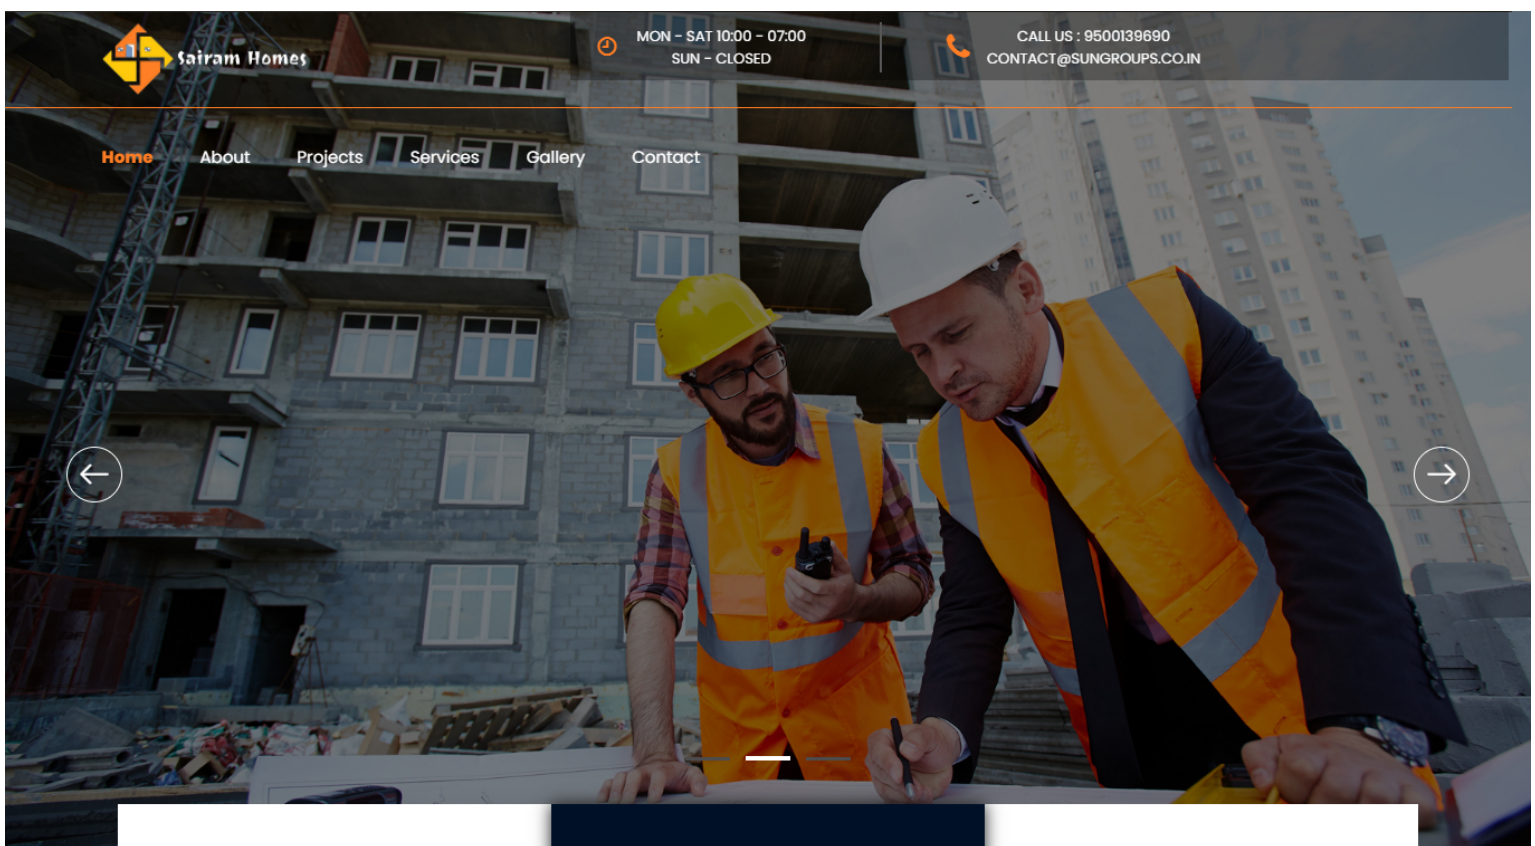 Sairam Homes
MON - SAT 10:00 - 07:00
SUN - CLOSED
CALL US : 9500139690
CONTACT@SUNGROUPS.CO.IN
Home
About
Projects
Services
Gallery
Contact